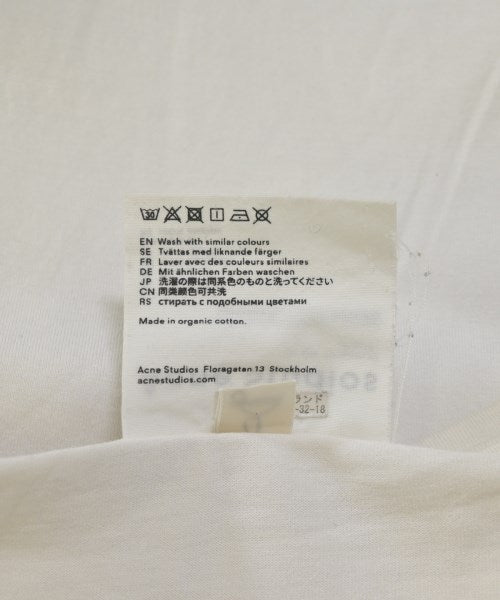 30
EN Wash with similar colours
SE Tvättas med liknande färger
FR Laver avec des couleurs similaires
DE Mit ähnlichen Farben waschen
JP 洗濯の際は同系色のものと洗ってください
CN 同类颜色可共洗
RS стирать с подобными цветами
Made in organic cotton.
Acne Studios Floragatan 13 Stockholm
acnestudios.com
ランド
-32-18